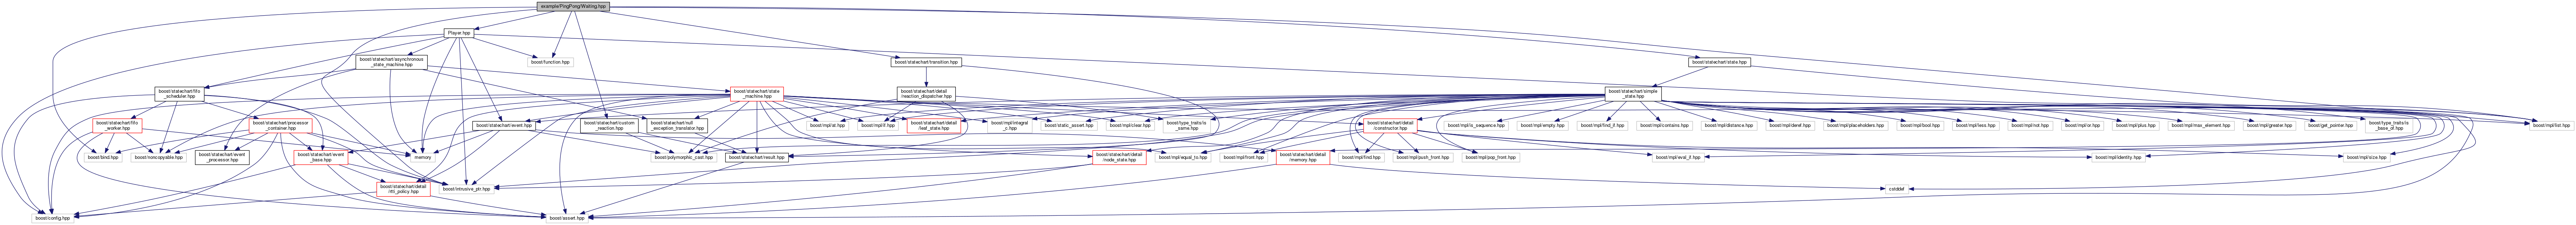 example/PingPong/Waiting.hpp
Player.hpp
boost/statechart/asynchronous
_state_machine.hpp
boost/function.hpp
boost/statechart/transition.hpp
boost/statechart/state.hpp
boost/statechart/fifo
_scheduler.hpp
boost/statechart/state
_machine.hpp
boost/statechart/detail
/reaction_dispatcher.hpp
boost/statechart/simple
_state.hpp
boost/statechart/fifo
_worker.hpp
boost/statechart/processor
_container.hpp
boost/statechart/event.hpp
boost/statechart/custom
_reaction.hpp
boost/statechart/null
_exception_translator.hpp
boost/mpl/at.hpp
boost/mpl/if.hpp
boost/statechart/detail
/leaf_state.hpp
boost/mpl/integral
_c.hpp
boost/static_assert.hpp
boost/mpl/clear.hpp
boost/type_traits/is
_same.hpp
boost/statechart/detail
/constructor.hpp
boost/mpl/is_sequence.hpp
boost/mpl/empty.hpp
boost/mpl/find_if.hpp
boost/mpl/contains.hpp
boost/mpl/distance.hpp
boost/mpl/deref.hpp
boost/mpl/placeholders.hpp
boost/mpl/bool.hpp
boost/mpl/less.hpp
boost/mpl/not.hpp
boost/mpl/or.hpp
boost/mpl/plus.hpp
boost/mpl/max_element.hpp
boost/mpl/greater.hpp
boost/get_pointer.hpp
boost/type_traits/is
_base_of.hpp
boost/mpl/list.hpp
boost/bind.hpp
boost/noncopyable.hpp
boost/statechart/event
_processor.hpp
boost/statechart/event
_base.hpp
memory
boost/polymorphic_cast.hpp
boost/statechart/result.hpp
boost/statechart/detail
/node_state.hpp
boost/mpl/equal_to.hpp
boost/mpl/front.hpp
boost/statechart/detail
/memory.hpp
boost/mpl/find.hpp
boost/mpl/push_front.hpp
boost/mpl/pop_front.hpp
boost/mpl/eval_if.hpp
boost/mpl/identity.hpp
boost/mpl/size.hpp
boost/statechart/detail
/rtti_policy.hpp
boost/intrusive_ptr.hpp
cstddef
boost/config.hpp
boost/assert.hpp